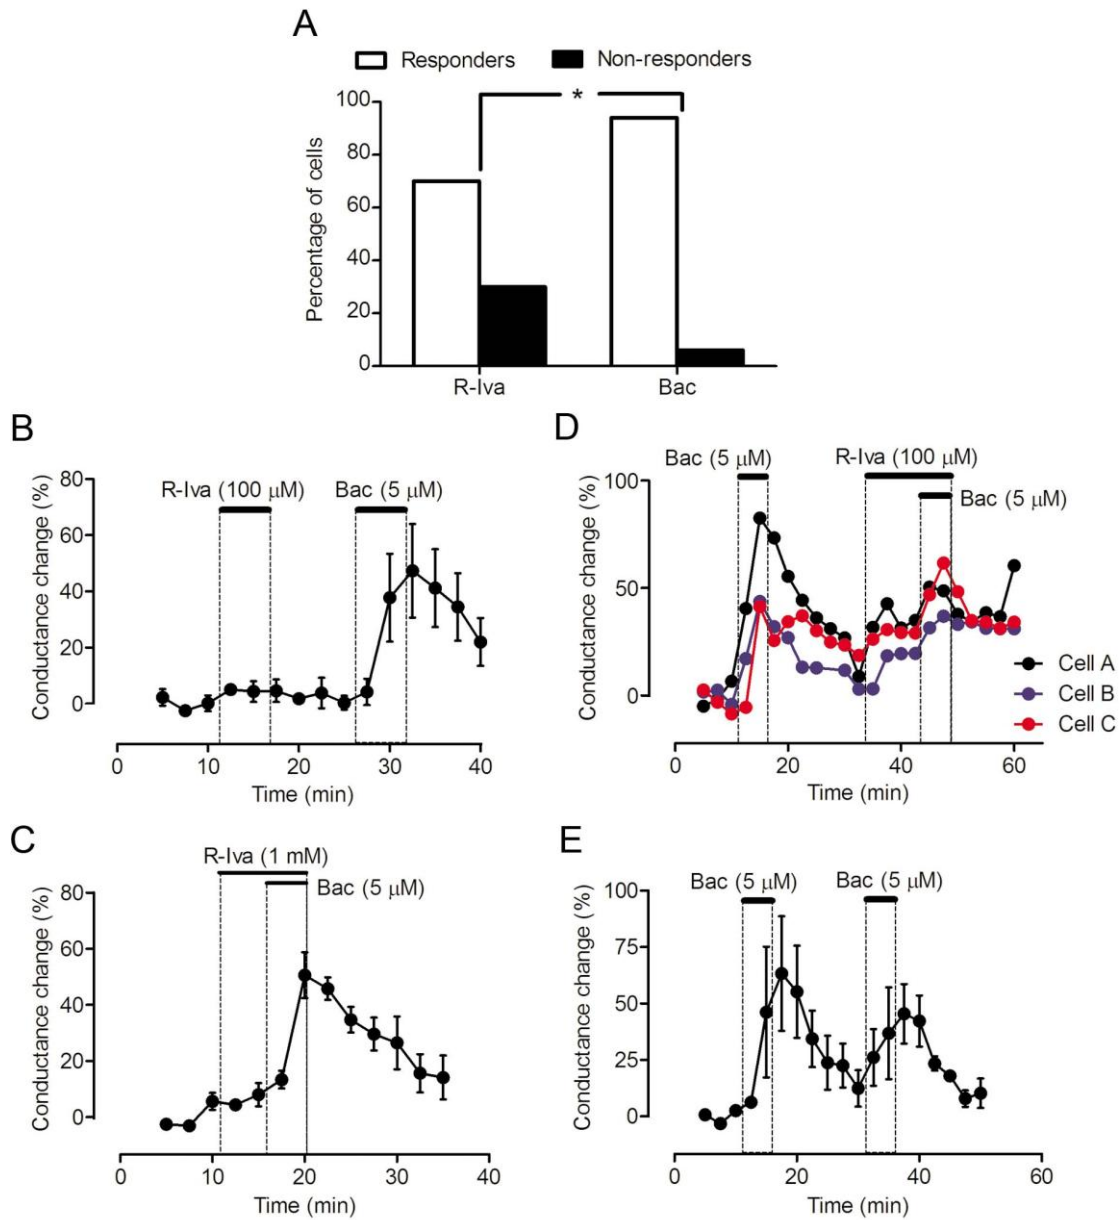 A
Responders Non-responders
*
100
80
60
40
20
0
Percentage of cells
R-Iva Bac
B
80
60
40
20
0
Conductance change (%)
R-Iva (100 μM) Bac (5 μM)
0 10 20 30 40
Time (min)
D
100
50
0
Conductance change (%)
Bac (5 μM) R-Iva (100 μM)
Bac (5 μM)
Cell A
Cell B
Cell C
0 20 40 60
Time (min)
C
80
60
40
20
0
Conductance change (%)
R-Iva (1 mM)
Bac (5 μM)
0 10 20 30 40
Time (min)
E
100
75
50
25
0
Conductance change (%)
Bac (5 μM) Bac (5 μM)
0 20 40 60
Time (min)